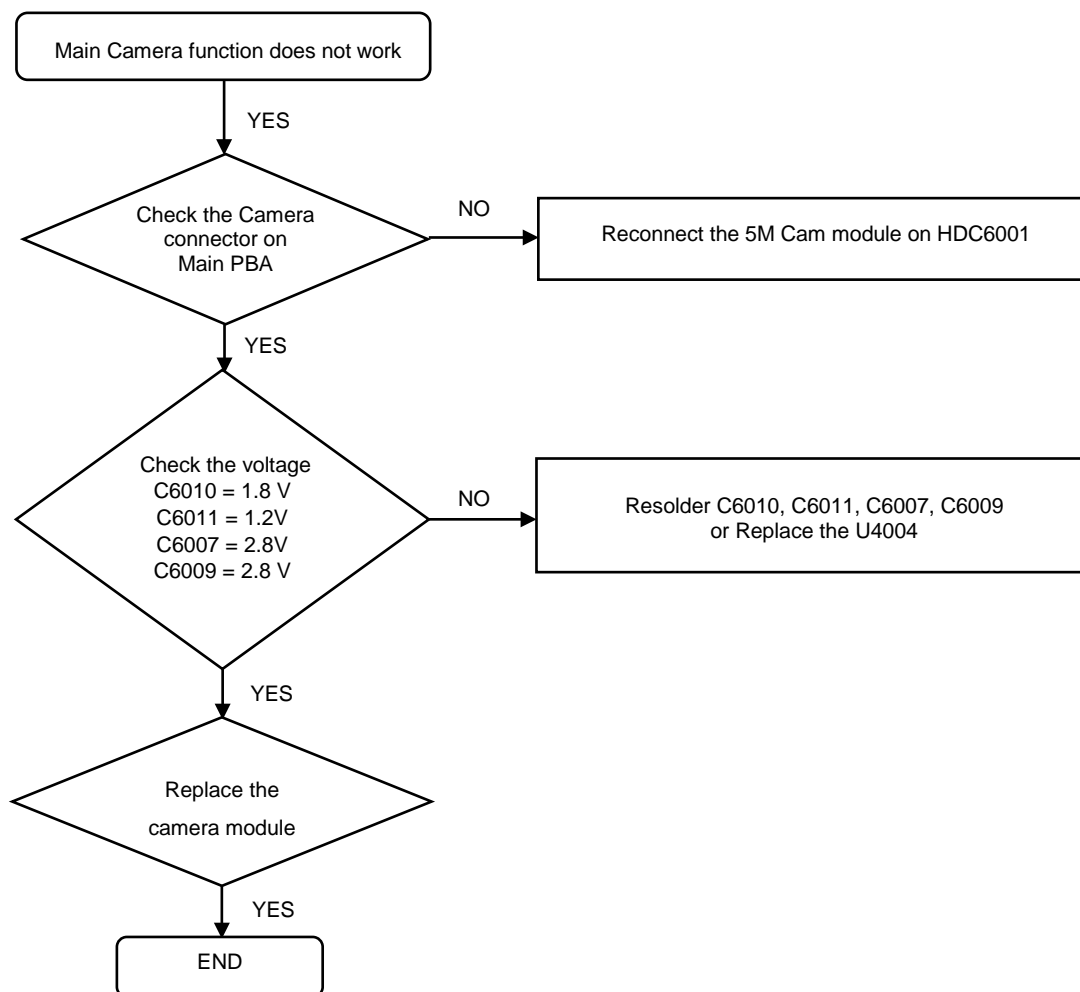 Main Camera function does not work
YES
Check the Camera
connector on
Main PBA
NO
Reconnect the 5M Cam module on HDC6001
YES
Check the voltage
C6010 = 1.8 V
C6011 = 1.2V
C6007 = 2.8V
C6009 = 2.8 V
NO
Resolder C6010, C6011, C6007, C6009
or Replace the U4004
YES
Replace the
camera module
YES
END